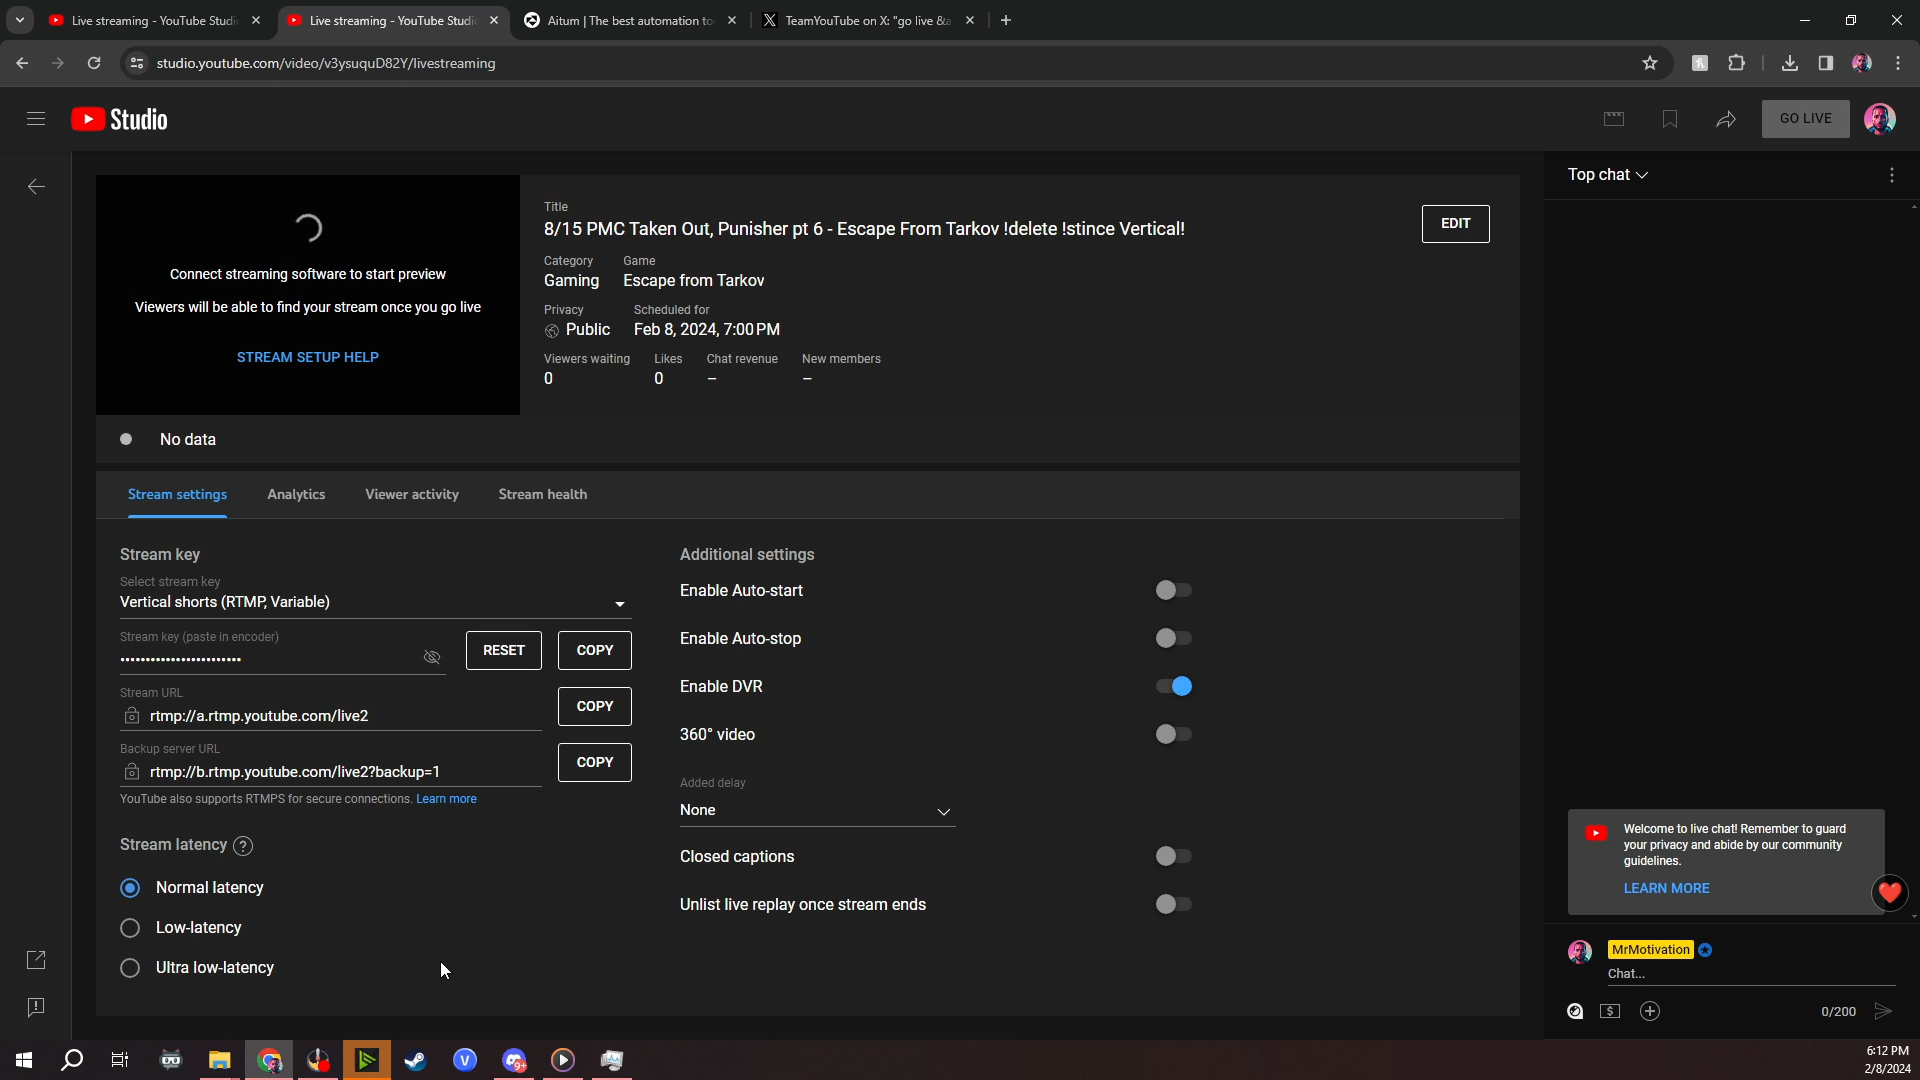 Live streaming - YouTube Studi
Live streaming - YouTube Studi
Aitum | The best automation to
TeamYouTube on X: "go live &a
studio.youtube.com/video/v3ysuquD82Y/livestreaming
Studio
GO LIVE
Connect streaming software to start preview
Viewers will be able to find your stream once you go live
STREAM SETUP HELP
Title
8/15 PMC Taken Out, Punisher pt 6 - Escape From Tarkov !delete !stince Vertical!
EDIT
Category Game
Gaming Escape from Tarkov
Privacy Scheduled for
Public Feb 8, 2024, 7:00 PM
Viewers waiting Likes Chat revenue New members
0 0 – –
No data
Stream settings Analytics Viewer activity Stream health
Stream key
Select stream key
Vertical shorts (RTMP, Variable)
Stream key (paste in encoder)
••••••••••••••••••••••••
RESET
COPY
Stream URL
rtmp://a.rtmp.youtube.com/live2
COPY
Backup server URL
rtmp://b.rtmp.youtube.com/live2?backup=1
COPY
YouTube also supports RTMPS for secure connections. Learn more
Stream latency ?
Normal latency
Low-latency
Ultra low-latency
Additional settings
Enable Auto-start
Enable Auto-stop
Enable DVR
360° video
Added delay
None
Closed captions
Unlist live replay once stream ends
Top chat
Welcome to live chat! Remember to guard
your privacy and abide by our community
guidelines.
LEARN MORE
MrMotivation
Chat...
0/200
9+
6:12 PM
2/8/2024